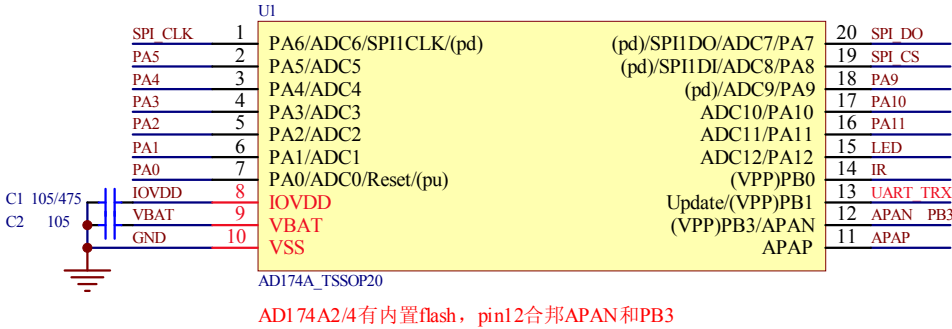 U1
SPI_CLK 1 PA6/ADC6/SPI1CLK/(pd) (pd)/SPI1DO/ADC7/PA7 20 SPI_DO
PA5 2 PA5/ADC5 (pd)/SPI1DI/ADC8/PA8 19 SPI_CS
PA4 3 PA4/ADC4 (pd)/ADC9/PA9 18 PA9
PA3 4 PA3/ADC3 ADC10/PA10 17 PA10
PA2 5 PA2/ADC2 ADC11/PA11 16 PA11
PA1 6 PA1/ADC1 ADC12/PA12 15 LED
PA0 7 PA0/ADC0/Reset/(pu) (VPP)PB0 14 IR
C1 105/475 IOVDD 8 IOVDD Update/(VPP)PB1 13 UART_TRX
C2 105 VBAT 9 VBAT (VPP)PB3/APAN 12 APAN PB3
GND 10 VSS APAP 11 APAP
AD174A_TSSOP20
AD174A2/4有内置flash，pin12合邦APAN和PB3